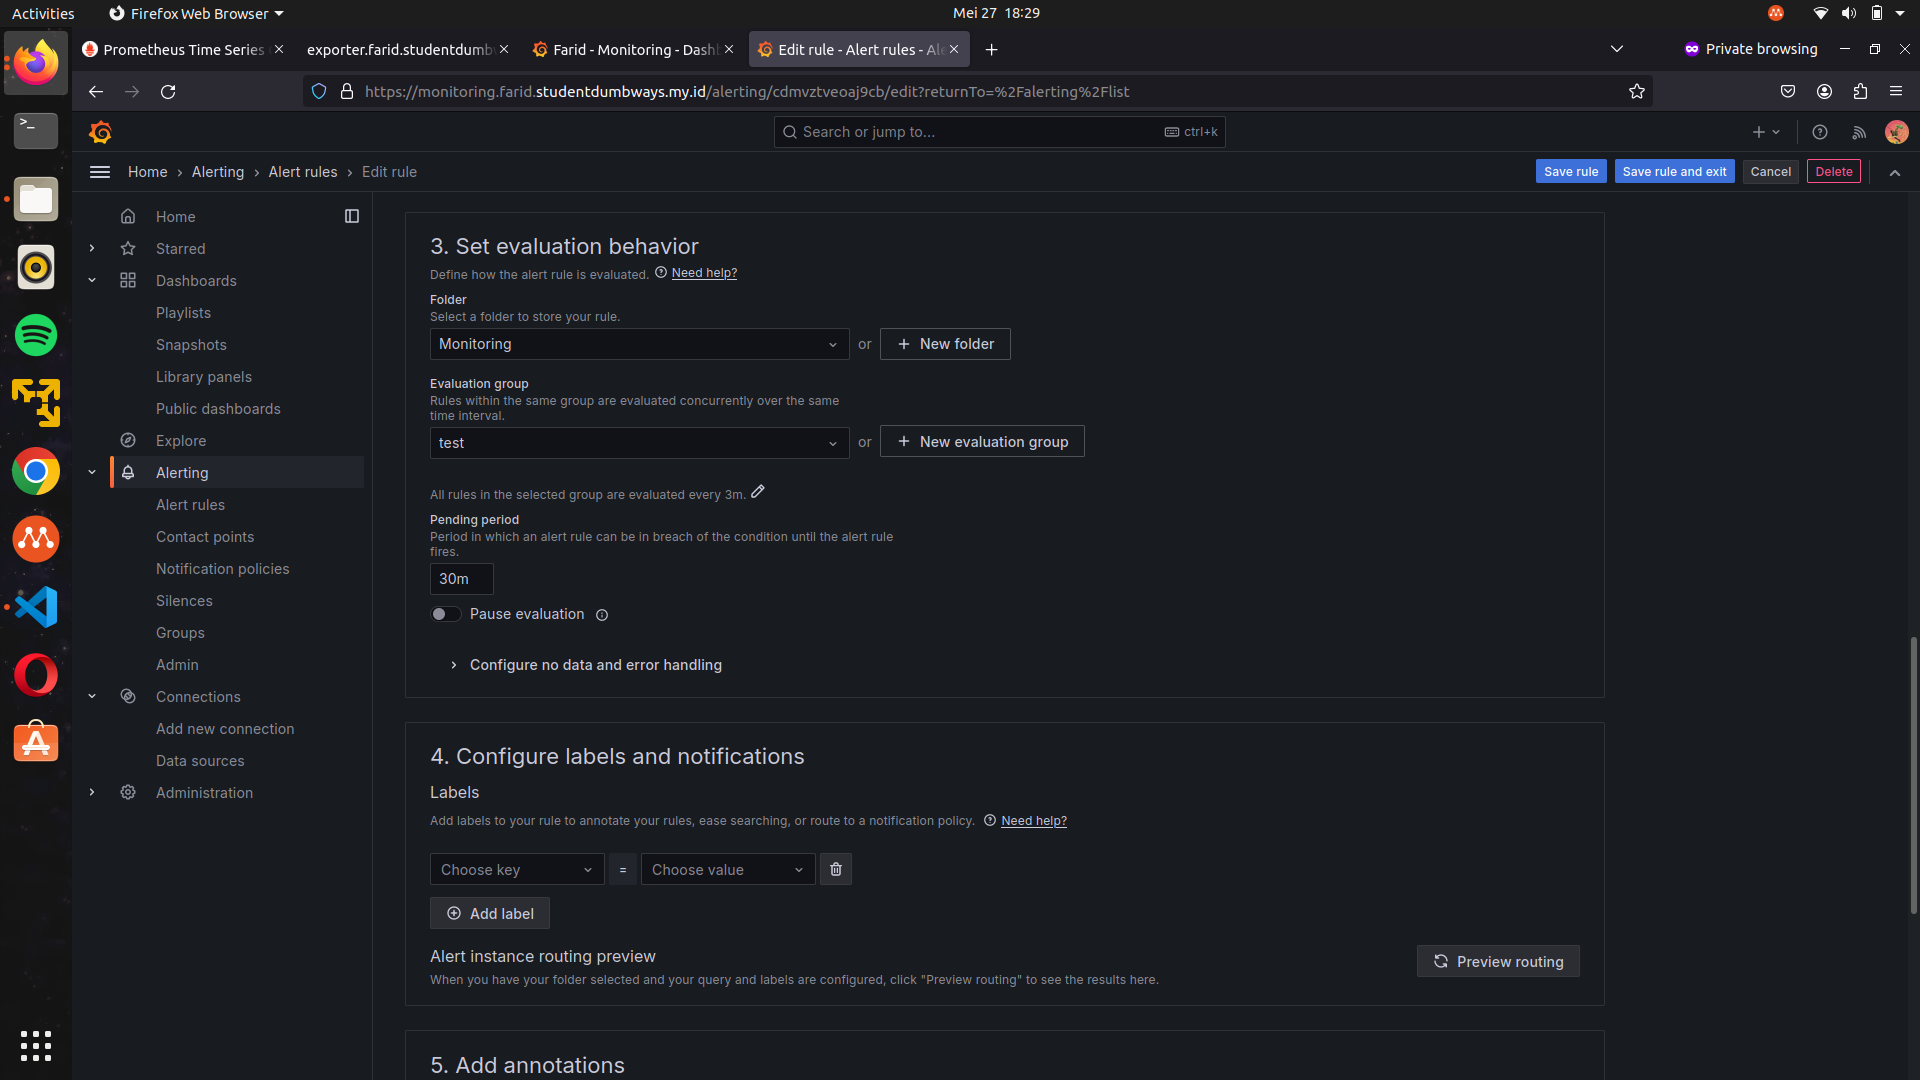 Activities
Firefox Web Browser
Mei 27 18:29
Prometheus Time Series
exporter.farid.studentdumbw
Farid - Monitoring - Dashb
Edit rule - Alert rules - Ale
Private browsing
https://monitoring.farid.studentdumbways.my.id/alerting/cdmvztveoaj9cb/edit?returnTo=%2Falerting%2Flist
Search or jump to...
ctrl+k
Home › Alerting › Alert rules › Edit rule
Save rule
Save rule and exit
Cancel
Delete
Home
Starred
Dashboards
Playlists
Snapshots
Library panels
Public dashboards
Explore
Alerting
Alert rules
Contact points
Notification policies
Silences
Groups
Admin
Connections
Add new connection
Data sources
Administration
3. Set evaluation behavior
Define how the alert rule is evaluated. Need help?
Folder
Select a folder to store your rule.
Monitoring
or
New folder
Evaluation group
Rules within the same group are evaluated concurrently over the same
time interval.
test
or
New evaluation group
All rules in the selected group are evaluated every 3m.
Pending period
Period in which an alert rule can be in breach of the condition until the alert rule
fires.
30m
Pause evaluation
Configure no data and error handling
4. Configure labels and notifications
Labels
Add labels to your rule to annotate your rules, ease searching, or route to a notification policy. Need help?
Choose key
=
Choose value
Add label
Alert instance routing preview
When you have your folder selected and your query and labels are configured, click "Preview routing" to see the results here.
Preview routing
5. Add annotations